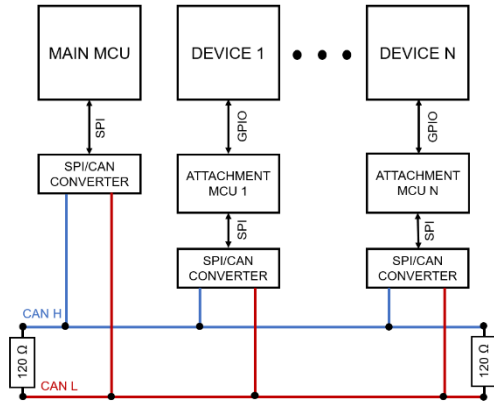 MAIN MCU
DEVICE 1
DEVICE N
SPI
GPIO
GPIO
SPI/CAN
CONVERTER
ATTACHMENT
MCU 1
ATTACHMENT
MCU N
SPI
SPI
SPI/CAN
CONVERTER
SPI/CAN
CONVERTER
CAN H
120 Ω
120 Ω
CAN L